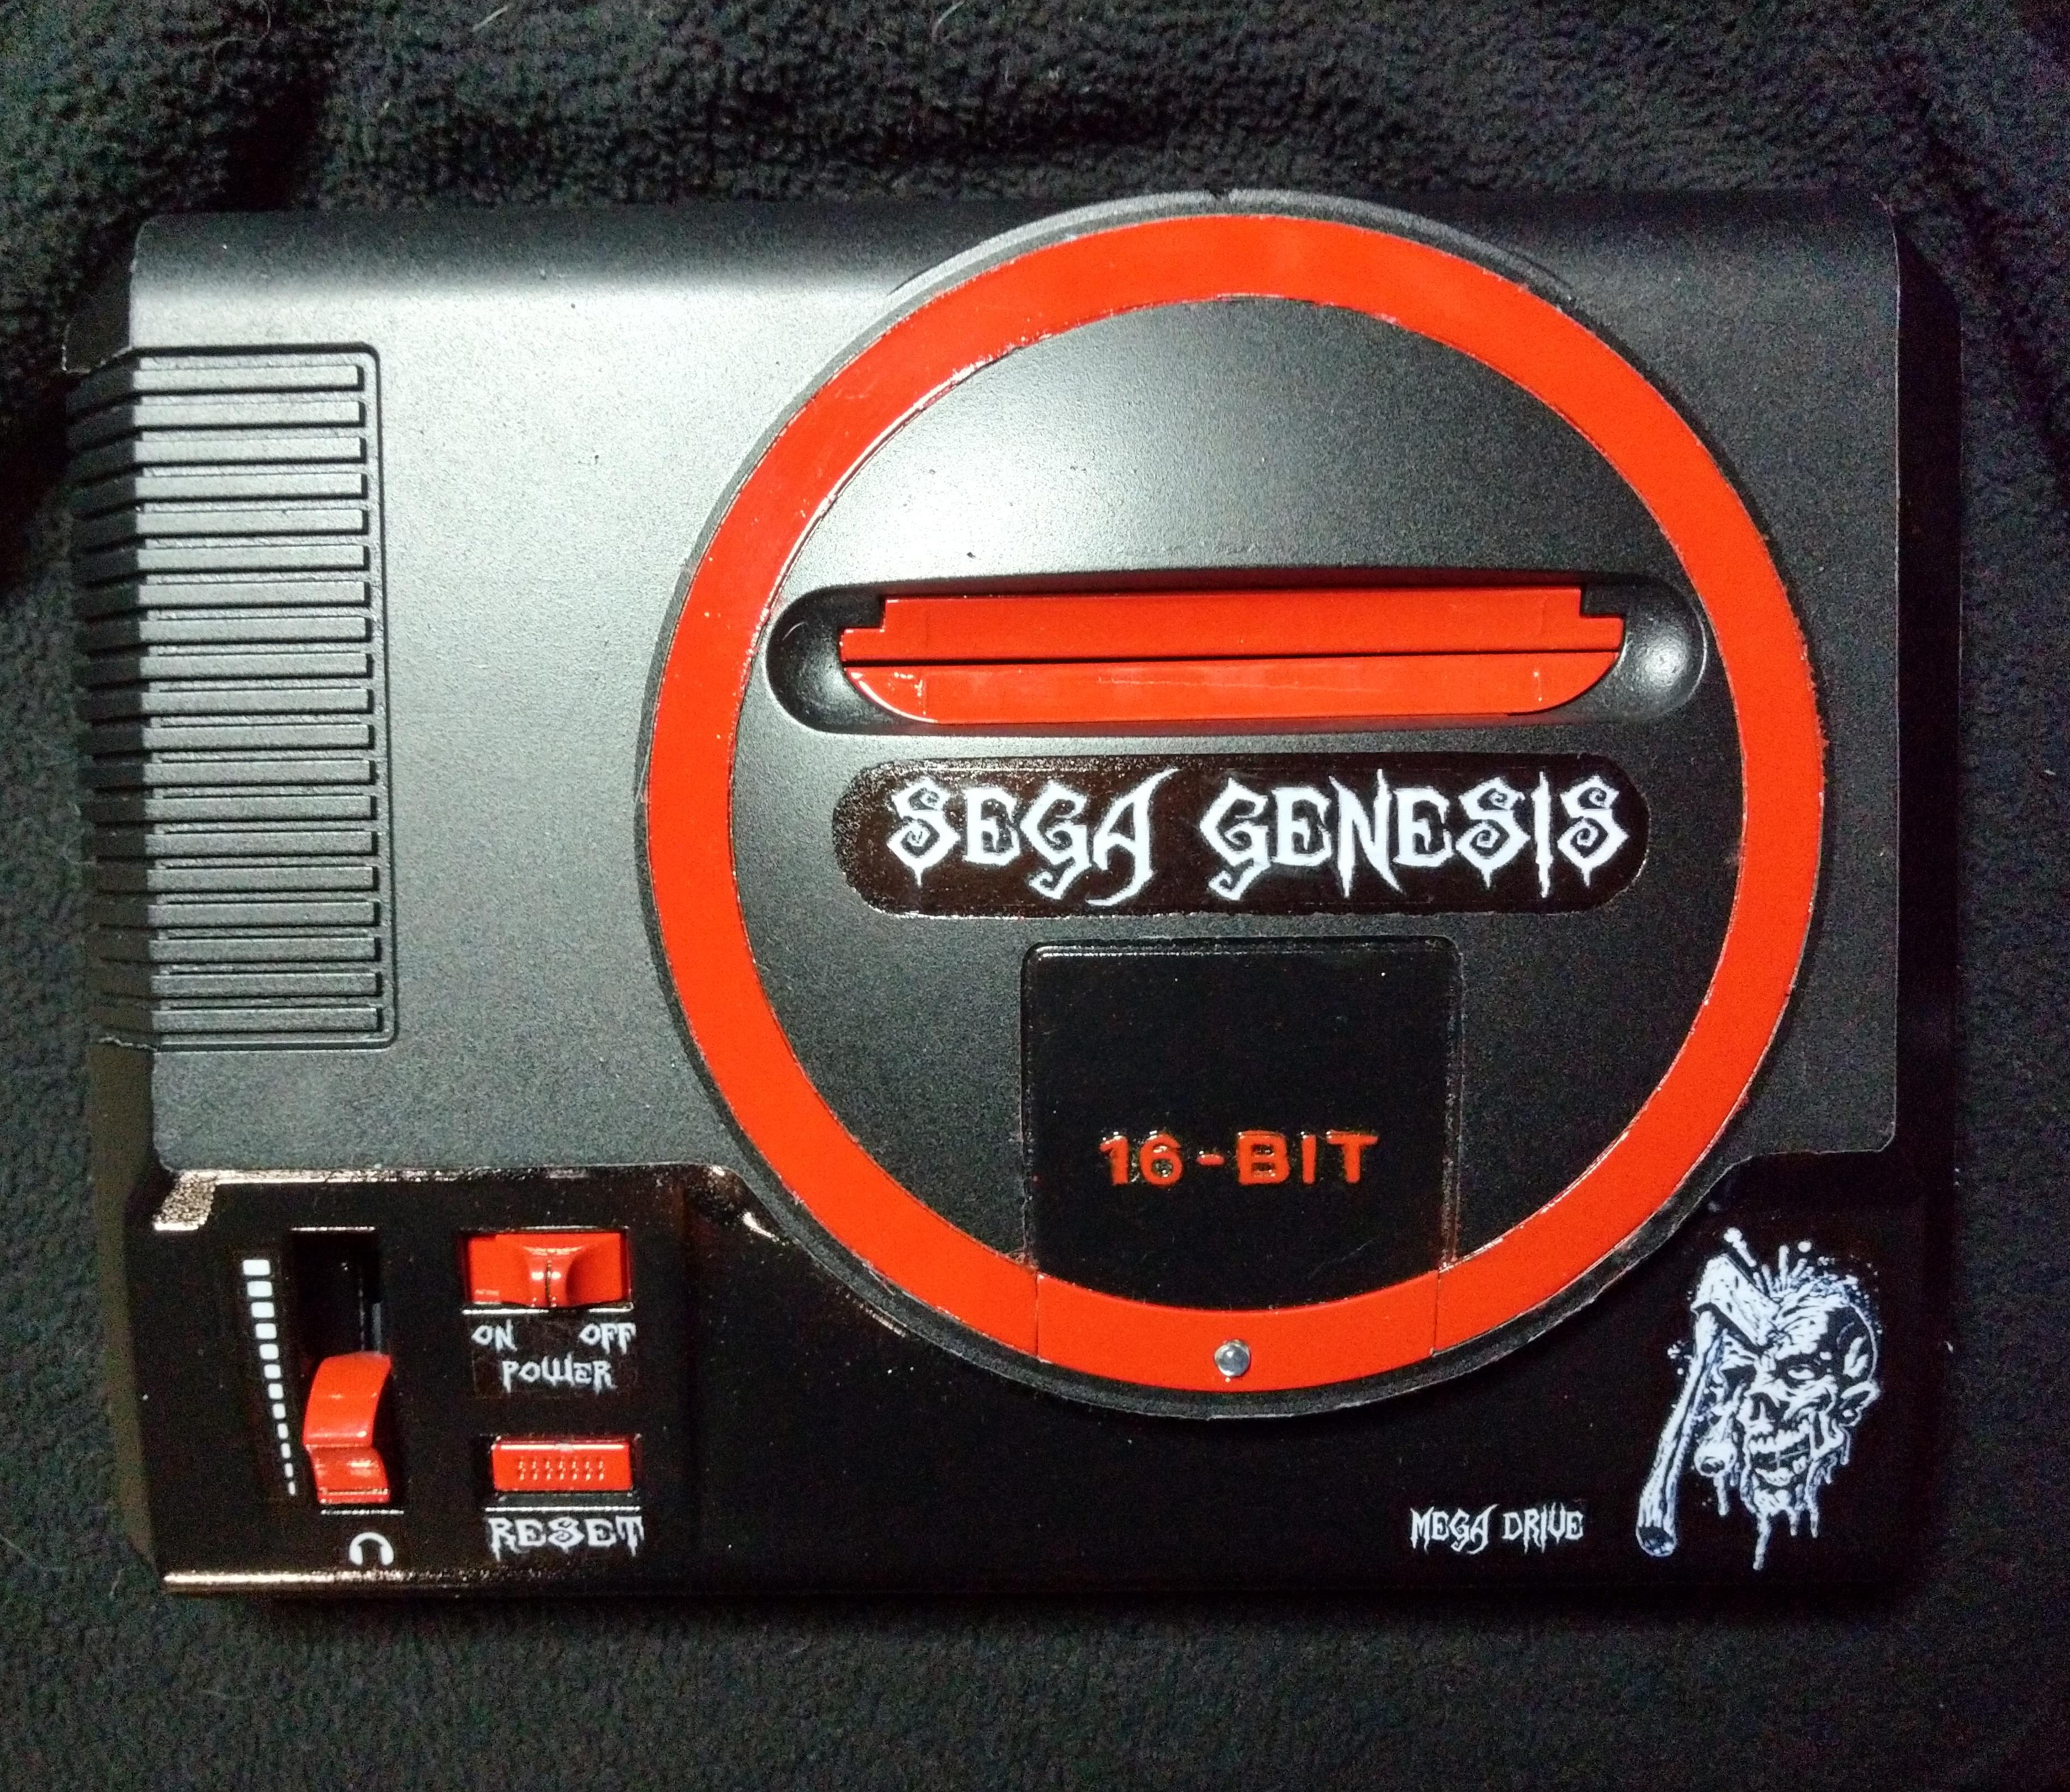 SEGA GENESIS
16-BIT
ON OFF
POWER
RESET
MEGA DRIVE